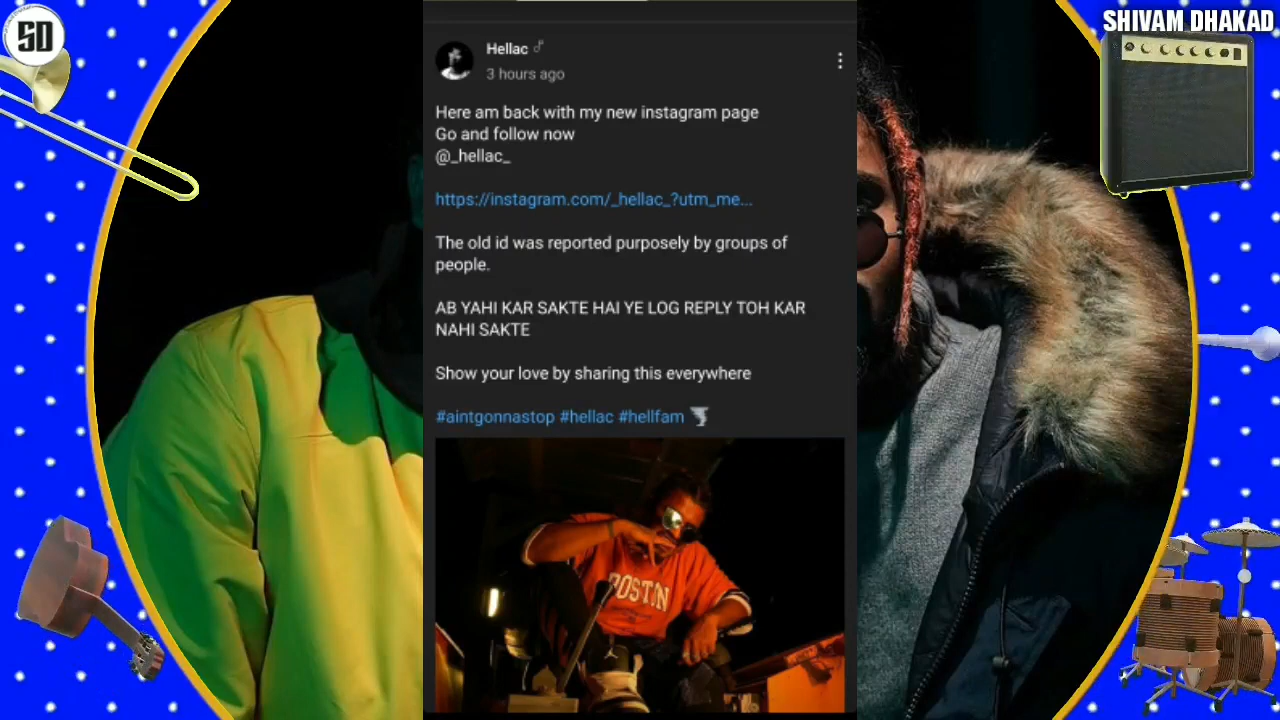 SD
SHIVAM DHAKAD
Hellac
3 hours ago
Here am back with my new instagram page
Go and follow now
@_hellac_
https://instagram.com/_hellac_?utm_me...
The old id was reported purposely by groups of
people.
AB YAHI KAR SAKTE HAI YE LOG REPLY TOH KAR
NAHI SAKTE
Show your love by sharing this everywhere
#aintgonnastop #hellac #hellfam
BOSTON